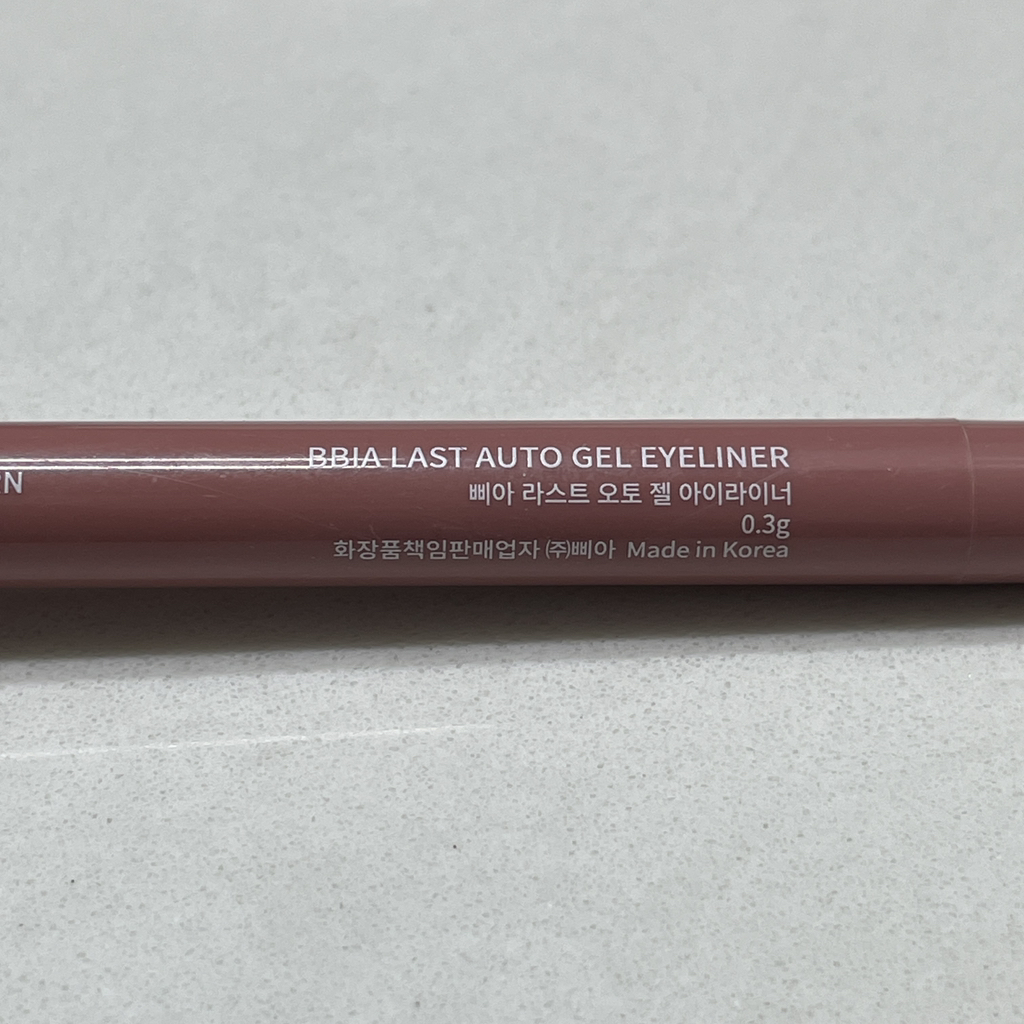 BBIA LAST AUTO GEL EYELINER
삐아 라스트 오토 젤 아이라이너
0.3g
화장품책임판매업자 ㈜삐아 Made in Korea